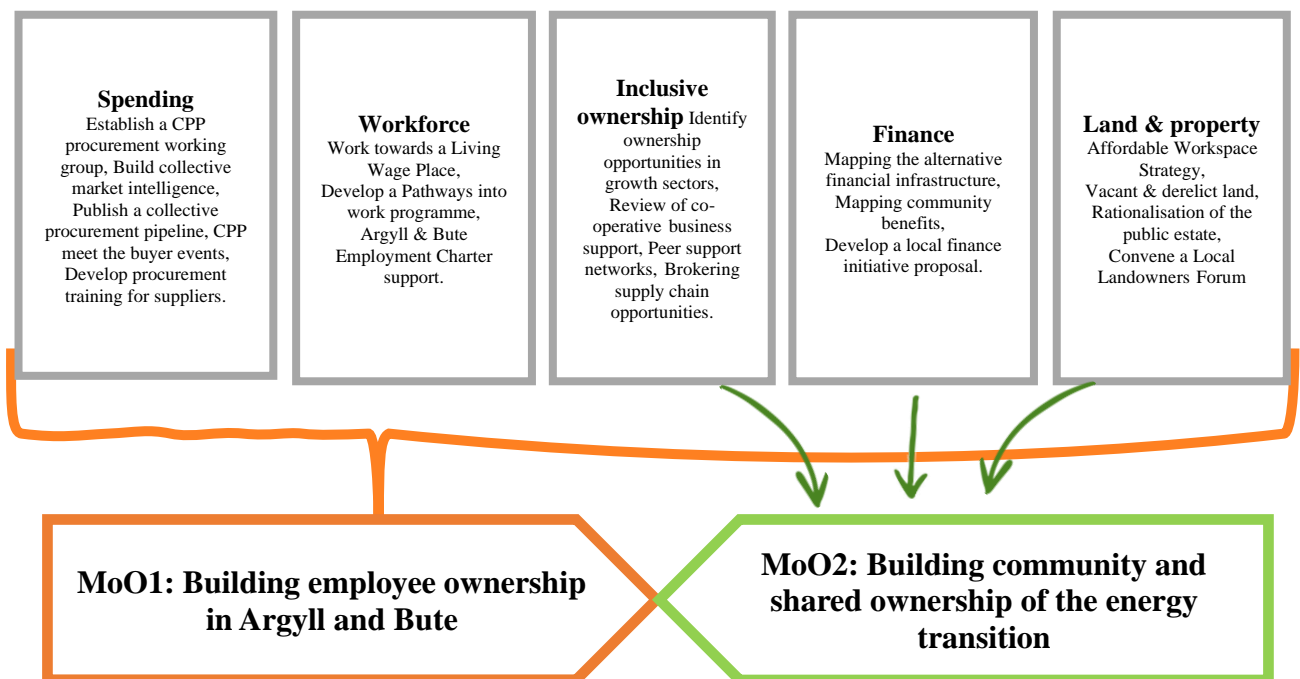 Spending
Establish a CPP
procurement working
group, Build collective
market intelligence,
Publish a collective
procurement pipeline, CPP
meet the buyer events,
Develop procurement
training for suppliers.
Workforce
Work towards a Living
Wage Place,
Develop a Pathways into
work programme,
Argyll & Bute
Employment Charter
support.
Inclusive
ownership Identify
ownership
opportunities in
growth sectors,
Review of co-
operative business
support, Peer support
networks, Brokering
supply chain
opportunities.
Finance
Mapping the alternative
financial infrastructure,
Mapping community
benefits,
Develop a local finance
initiative proposal.
Land & property
Affordable Workspace
Strategy,
Vacant & derelict land,
Rationalisation of the
public estate,
Convene a Local
Landowners Forum
MoO1: Building employee ownership
in Argyll and Bute
MoO2: Building community and
shared ownership of the energy
transition